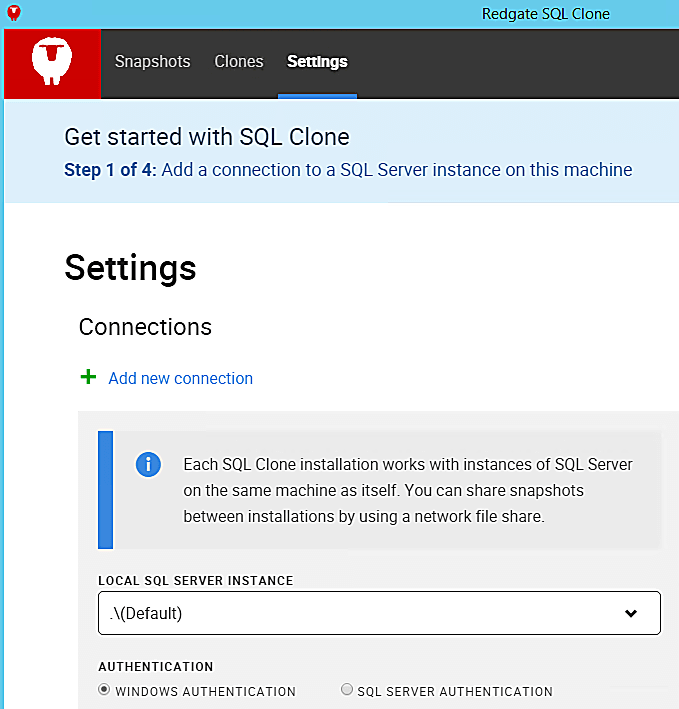 Redgate SQL Clone
Snapshots Clones Settings
Get started with SQL Clone
Step 1 of 4: Add a connection to a SQL Server instance on this machine
Settings
Connections
Add new connection
Each SQL Clone installation works with instances of SQL Server
on the same machine as itself. You can share snapshots
between installations by using a network file share.
LOCAL SQL SERVER INSTANCE
.\(Default)
AUTHENTICATION
WINDOWS AUTHENTICATION SQL SERVER AUTHENTICATION